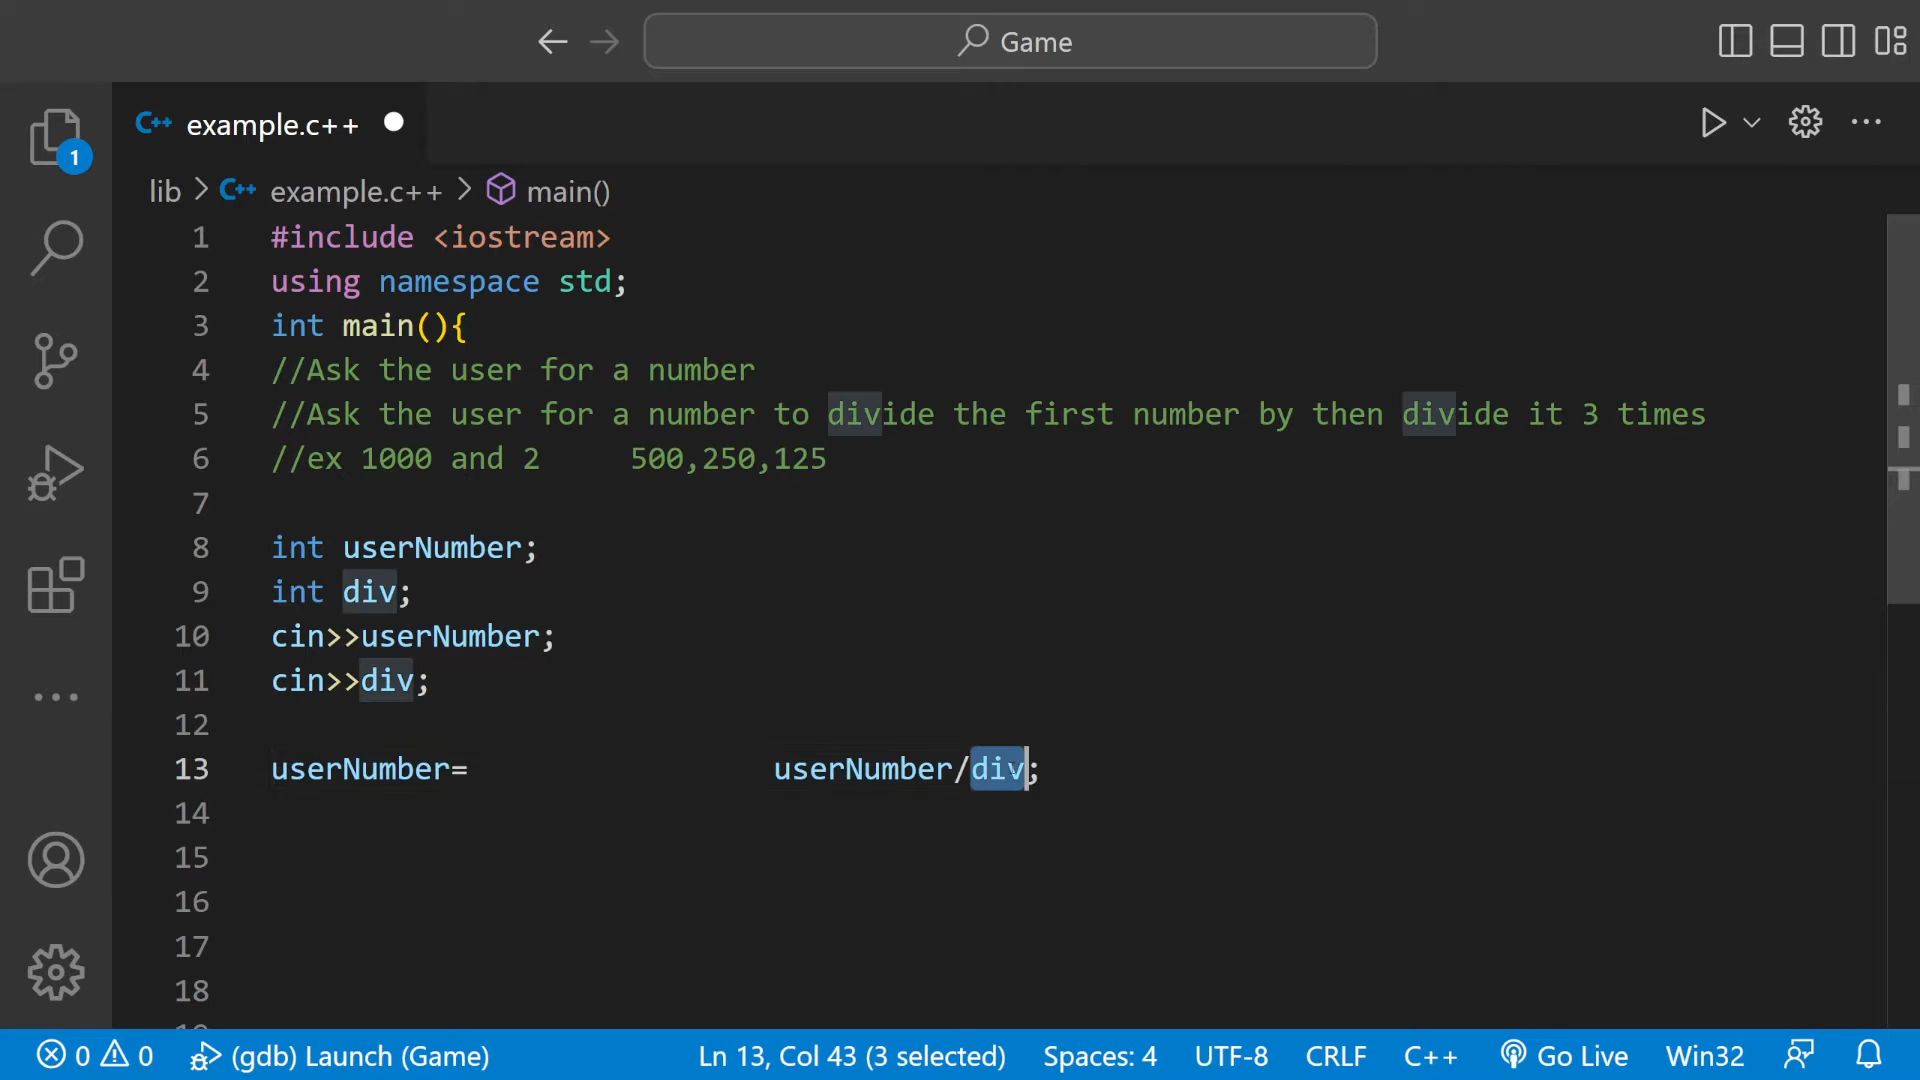 Game
C++ example.c++
1
lib > C++ example.c++ > main()
1 #include <iostream>
2 using namespace std;
3 int main(){
4 //Ask the user for a number
5 //Ask the user for a number to divide the first number by then divide it 3 times
6 //ex 1000 and 2     500,250,125
7
8 int userNumber;
9 int div;
10 cin>>userNumber;
11 cin>>div;
12
13 userNumber=                 userNumber/div;
14
15
16
17
18
0 0 (gdb) Launch (Game) Ln 13, Col 43 (3 selected) Spaces: 4 UTF-8 CRLF C++ Go Live Win32